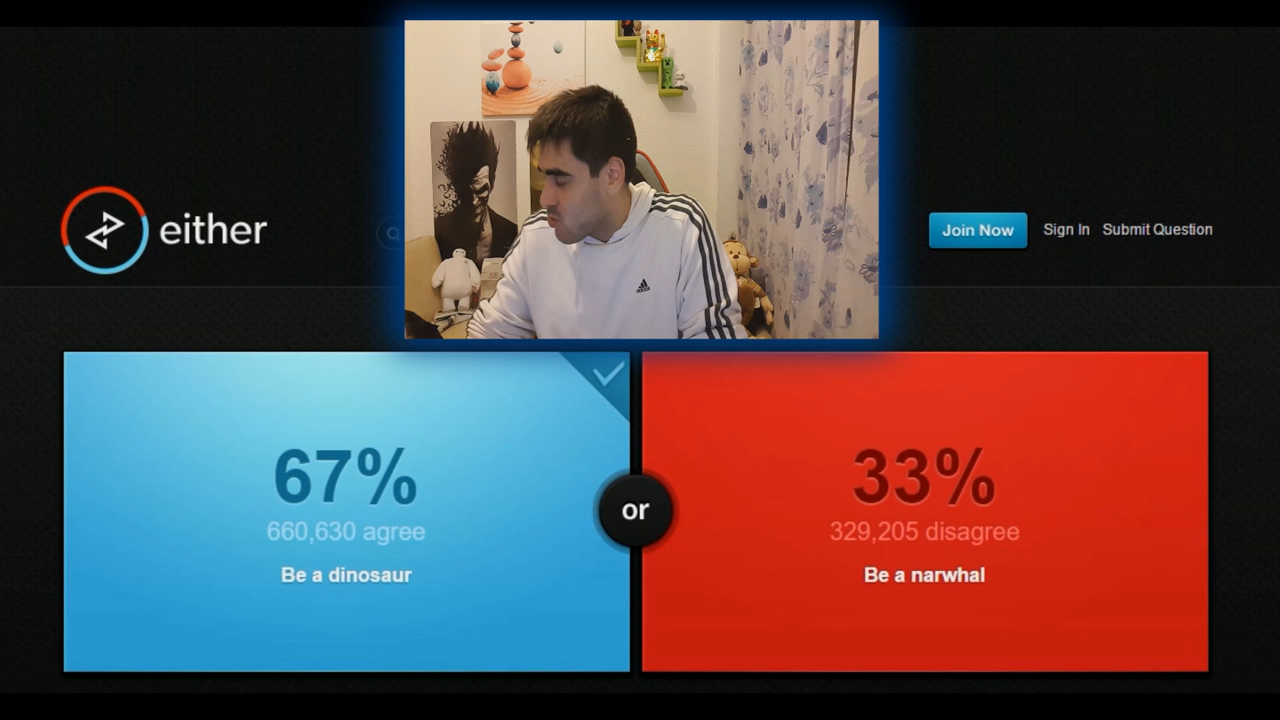 either
Join Now
Sign In
Submit Question
67%
660,630 agree
Be a dinosaur
or
33%
329,205 disagree
Be a narwhal
adidas